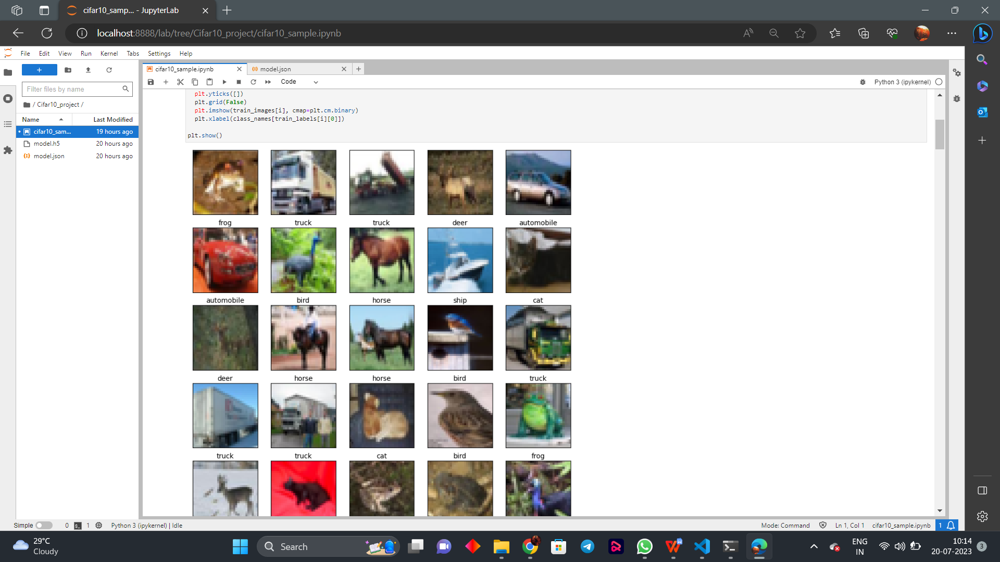 cifar10_samp... - JupyterLab
localhost:8888/lab/tree/Cifar10_project/cifar10_sample.ipynb
File Edit View Run Kernel Tabs Settings Help
cifar10_sample.ipynb
model.json
Filter files by name
Code
Python 3 (ipykernel)
/ Cifar10_project /
Name Last Modified
cifar10_sam... 19 hours ago
model.h5 20 hours ago
model.json 20 hours ago
plt.yticks([])
plt.grid(False)
plt.imshow(train_images[i], cmap=plt.cm.binary)
plt.xlabel(class_names[train_labels[i][0]])
plt.show()
frog truck truck deer automobile
automobile bird horse ship cat
deer horse horse bird truck
truck truck cat bird frog
Simple 0 1 Python 3 (ipykernel) | Idle
Mode: Command Ln 1, Col 1 cifar10_sample.ipynb 1
29°C
Cloudy
Search
ENG
IN
10:14
20-07-2023
3